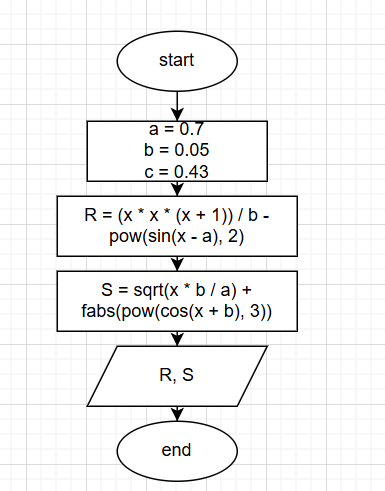 start
a = 0.7
b = 0.05
c = 0.43
R = (x * x * (x + 1)) / b -
pow(sin(x - a), 2)
S = sqrt(x * b / a) +
fabs(pow(cos(x + b), 3))
R, S
end